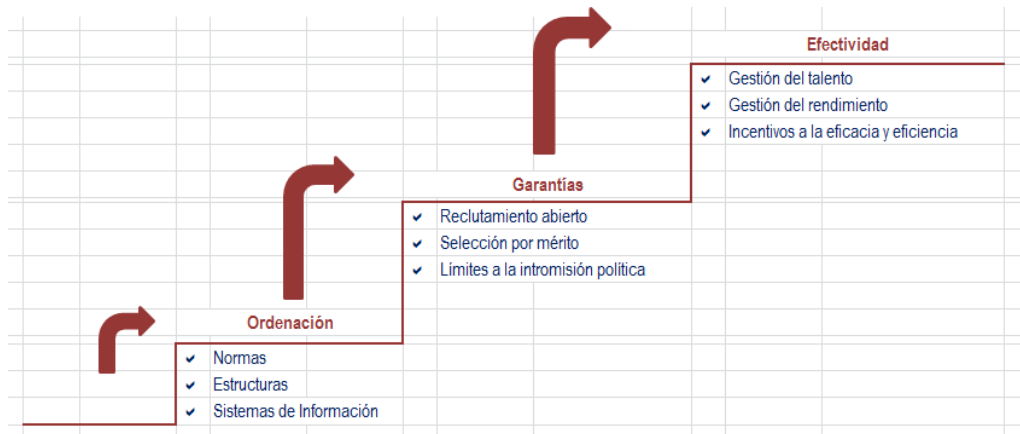 Efectividad
✓ Gestión del talento
✓ Gestión del rendimiento
✓ Incentivos a la eficacia y eficiencia
Garantías
✓ Reclutamiento abierto
✓ Selección por mérito
✓ Límites a la intromisión política
Ordenación
✓ Normas
✓ Estructuras
✓ Sistemas de Información